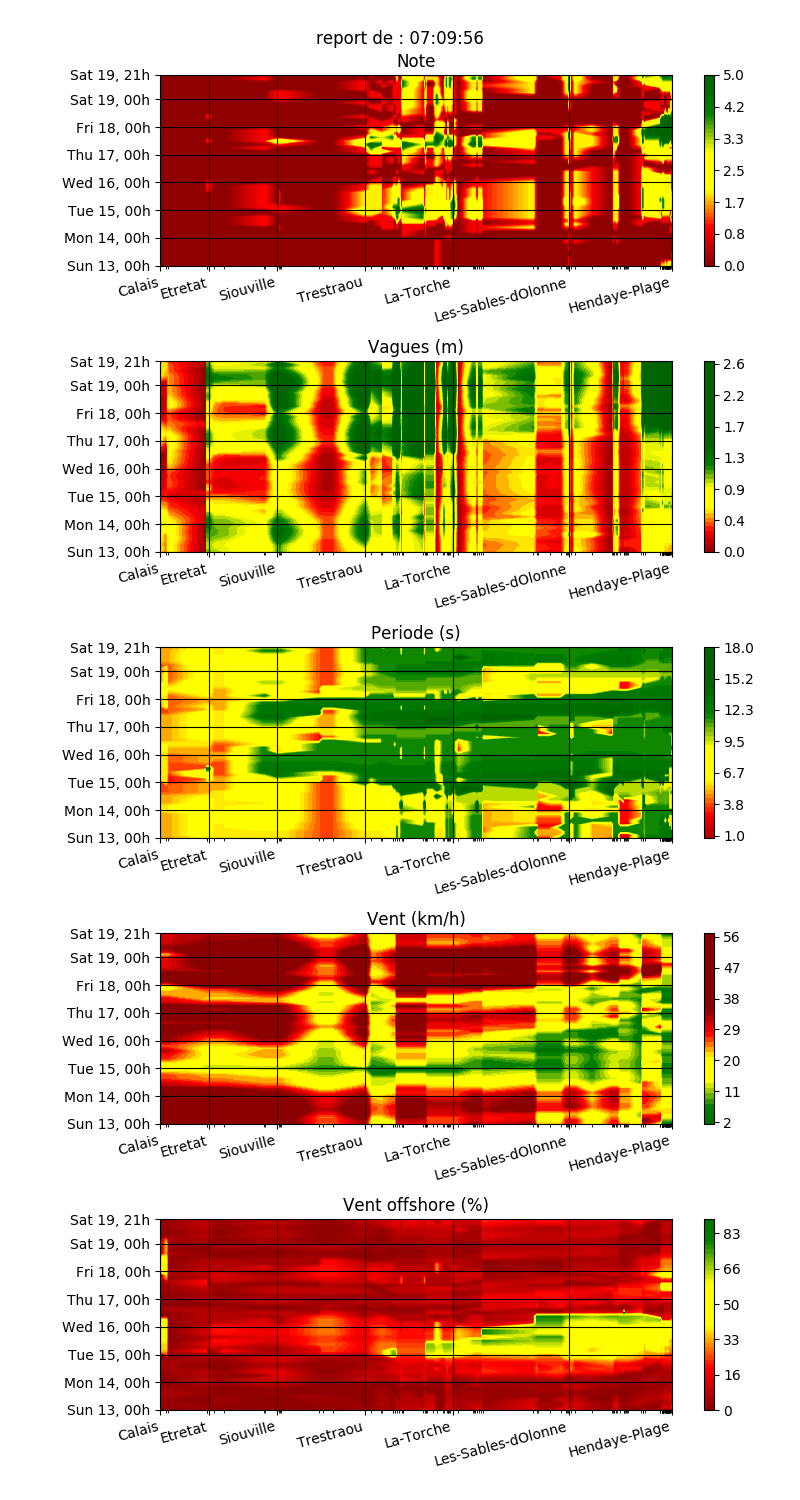 report de : 07:09:56
Note
Sat 19, 21h
Sat 19, 00h
Fri 18, 00h
Thu 17, 00h
Wed 16, 00h
Tue 15, 00h
Mon 14, 00h
Sun 13, 00h
Calais
Etretat
Siouville
Trestraou
La-Torche
Les-Sables-dOlonne
Hendaye-Plage
5.0
4.2
3.3
2.5
1.7
0.8
0.0
Vagues (m)
Sat 19, 21h
Sat 19, 00h
Fri 18, 00h
Thu 17, 00h
Wed 16, 00h
Tue 15, 00h
Mon 14, 00h
Sun 13, 00h
Calais
Etretat
Siouville
Trestraou
La-Torche
Les-Sables-dOlonne
Hendaye-Plage
2.6
2.2
1.7
1.3
0.9
0.4
0.0
Periode (s)
Sat 19, 21h
Sat 19, 00h
Fri 18, 00h
Thu 17, 00h
Wed 16, 00h
Tue 15, 00h
Mon 14, 00h
Sun 13, 00h
Calais
Etretat
Siouville
Trestraou
La-Torche
Les-Sables-dOlonne
Hendaye-Plage
18.0
15.2
12.3
9.5
6.7
3.8
1.0
Vent (km/h)
Sat 19, 21h
Sat 19, 00h
Fri 18, 00h
Thu 17, 00h
Wed 16, 00h
Tue 15, 00h
Mon 14, 00h
Sun 13, 00h
Calais
Etretat
Siouville
Trestraou
La-Torche
Les-Sables-dOlonne
Hendaye-Plage
56
47
38
29
20
11
2
Vent offshore (%)
Sat 19, 21h
Sat 19, 00h
Fri 18, 00h
Thu 17, 00h
Wed 16, 00h
Tue 15, 00h
Mon 14, 00h
Sun 13, 00h
Calais
Etretat
Siouville
Trestraou
La-Torche
Les-Sables-dOlonne
Hendaye-Plage
83
66
50
33
16
0